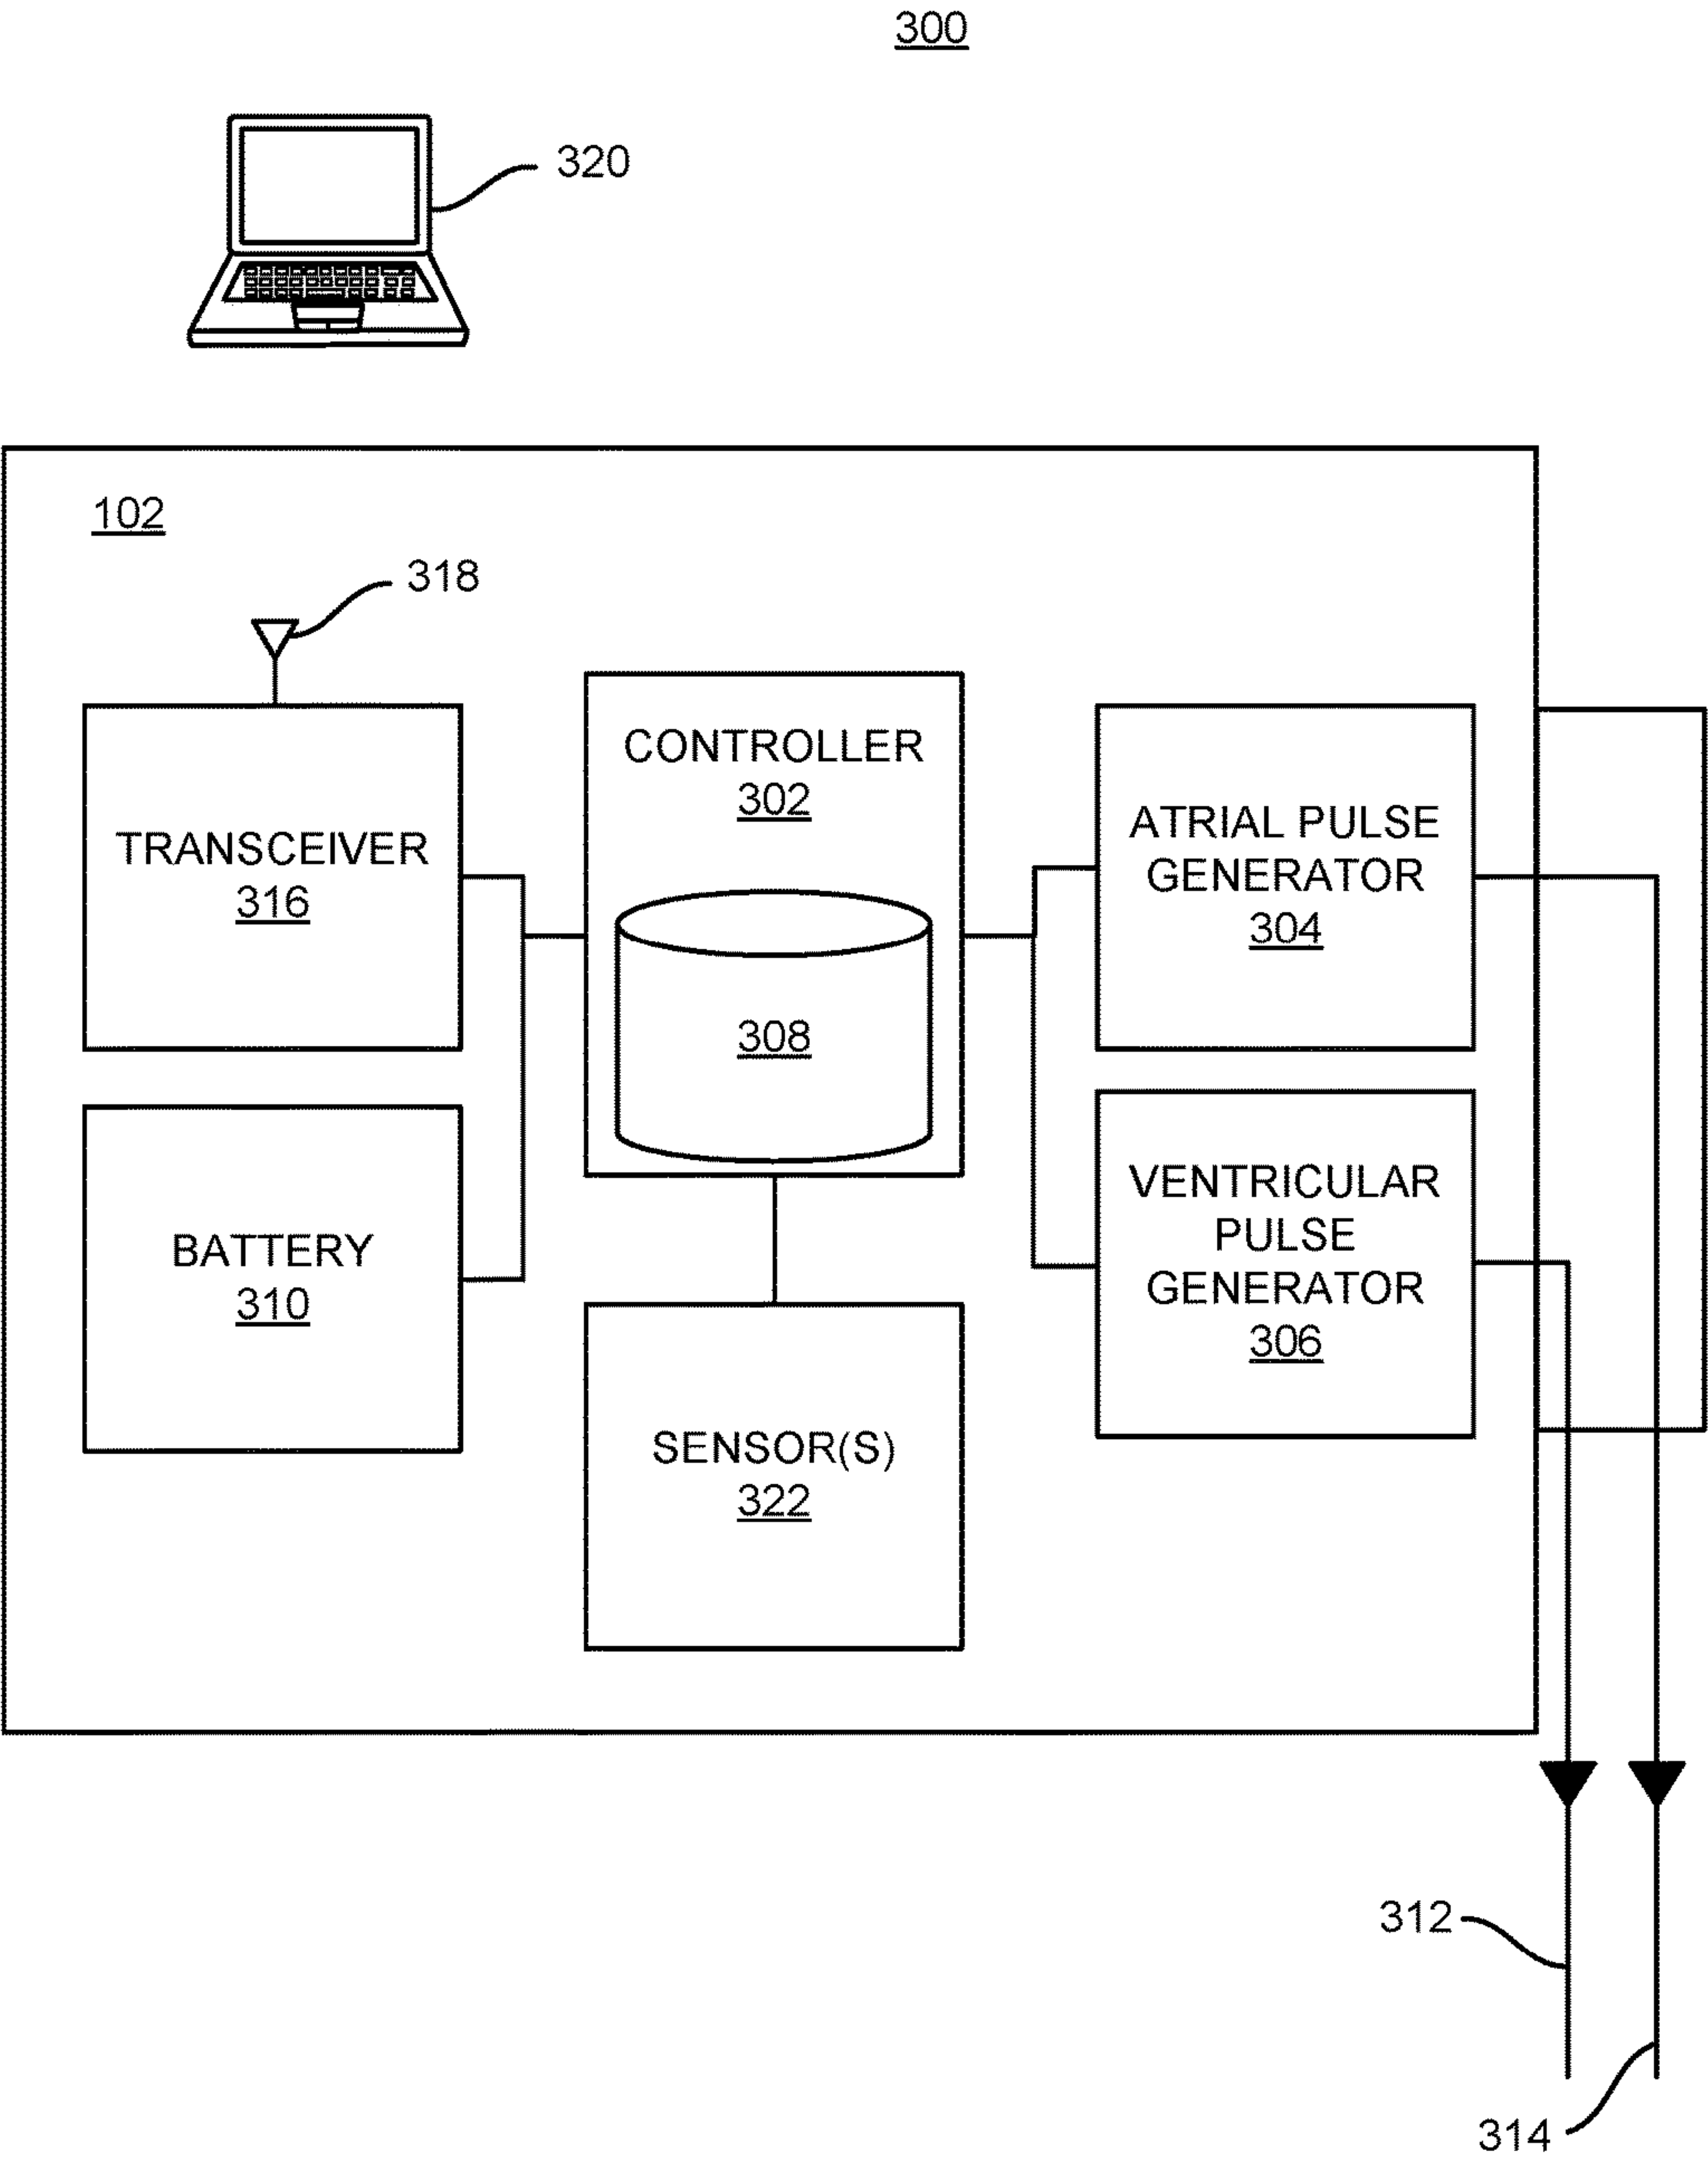 300
320
102
318
CONTROLLER
302
TRANSCEIVER
316
ATRIAL PULSE
GENERATOR
304
308
BATTERY
310
VENTRICULAR
PULSE
GENERATOR
306
SENSOR(S)
322
312
314